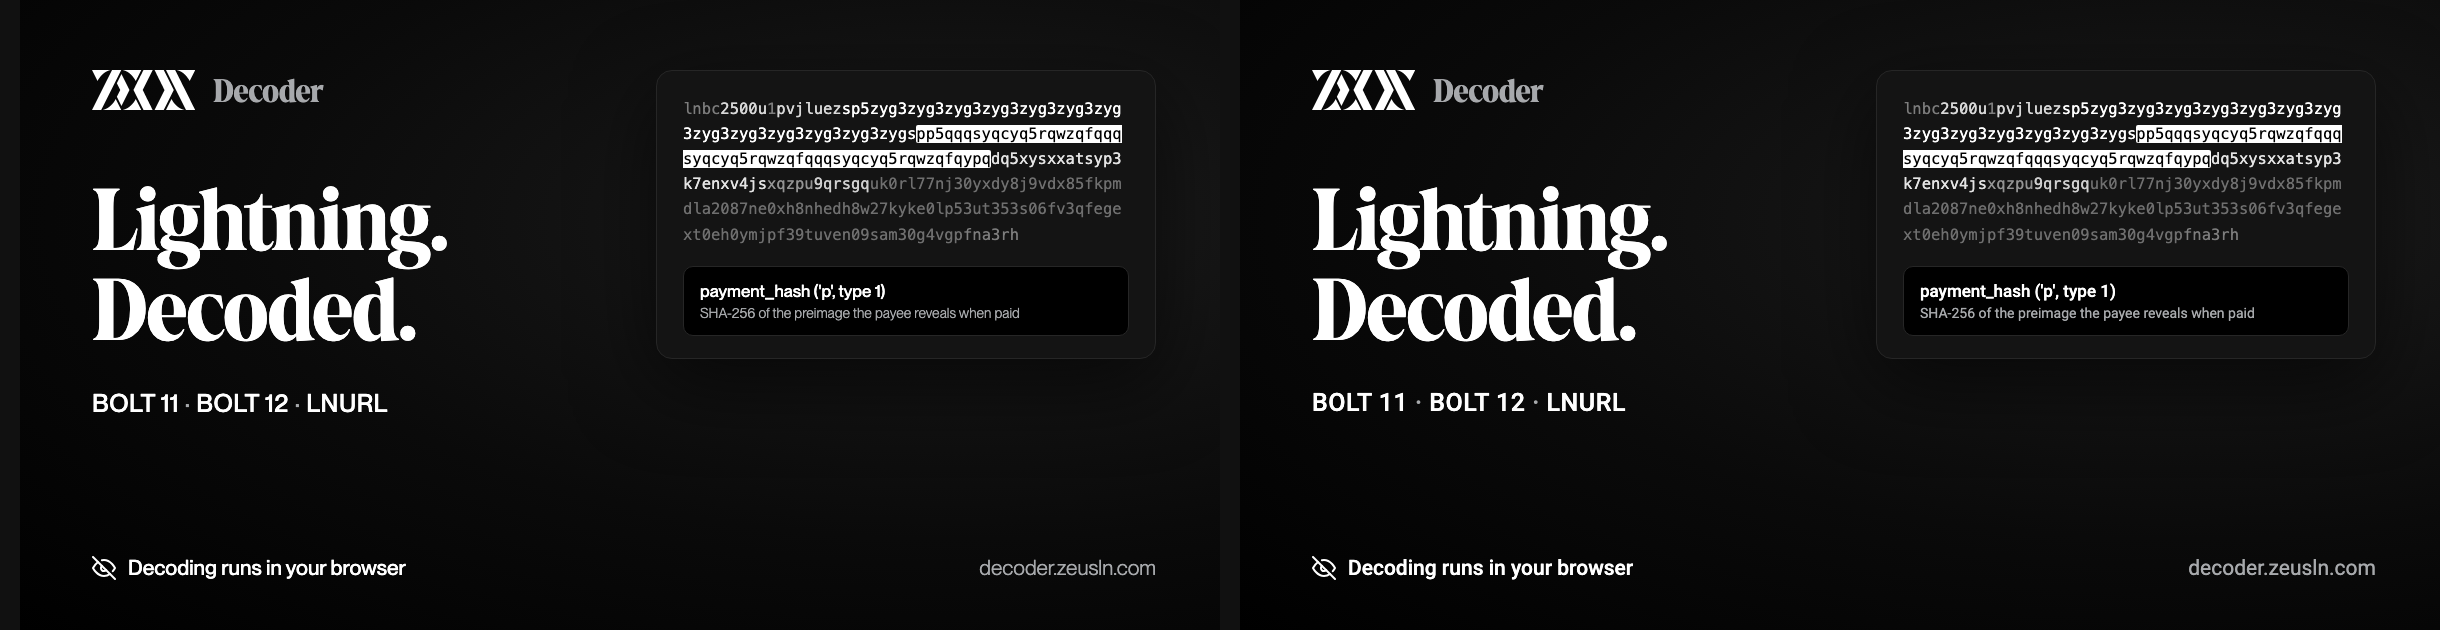 ZEUS Decoder
Lightning.
Decoded.
BOLT 11 · BOLT 12 · LNURL
Decoding runs in your browser
lnbc2500u1pvjluezsp5zyg3zyg3zyg3zyg3zyg3zyg3zyg
3zyg3zyg3zyg3zyg3zyg3zygspp5qqqsyqcyq5rqwzqfqqq
syqcyq5rqwzqfqqqsyqcyq5rqwzqfqypqdq5xysxxatsyp3
k7enxv4jsxqzpu9qrsgquk0rl77nj30yxdy8j9vdx85fkpm
dla2087ne0xh8nhedh8w27kyke0lp53ut353s06fv3qfege
xt0eh0ymjpf39tuven09sam30g4vgpfna3rh
payment_hash ('p', type 1)
SHA-256 of the preimage the payee reveals when paid
decoder.zeusln.com
ZEUS Decoder
Lightning.
Decoded.
BOLT 11 · BOLT 12 · LNURL
Decoding runs in your browser
lnbc2500u1pvjluezsp5zyg3zyg3zyg3zyg3zyg3zyg3zyg
3zyg3zyg3zyg3zyg3zyg3zygspp5qqqsyqcyq5rqwzqfqqq
syqcyq5rqwzqfqqqsyqcyq5rqwzqfqypqdq5xysxxatsyp3
k7enxv4jsxqzpu9qrsgquk0rl77nj30yxdy8j9vdx85fkpm
dla2087ne0xh8nhedh8w27kyke0lp53ut353s06fv3qfege
xt0eh0ymjpf39tuven09sam30g4vgpfna3rh
payment_hash ('p', type 1)
SHA-256 of the preimage the payee reveals when paid
decoder.zeusln.com